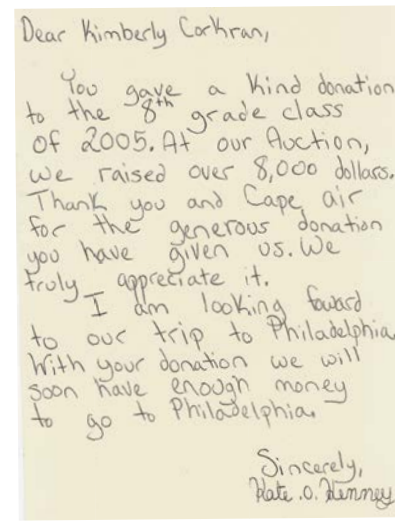 Dear Kimberly Corkran,
You gave a kind donation
to the 8th grade class
of 2005. At our Auction,
we raised over 8,000 dollars.
Thank you and Cape air
for the generous donation
you have given us. We
truly appreciate it.
I am looking foward
to our trip to Philadelphia
With your donation we will
soon have enough money
to go to Philadelphia.
Sincerely,
Kate .O. Kenney